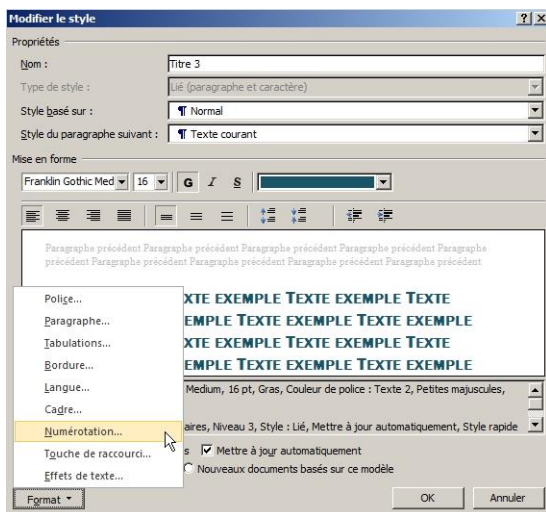 Modifier le style
Propriétés
Nom :
Titre 3
Type de style :
Lié (paragraphe et caractère)
Style basé sur :
¶ Normal
Style du paragraphe suivant :
¶ Texte courant
Mise en forme
Franklin Gothic Med 16 G I S
Paragraphe précédent Paragraphe précédent Paragraphe précédent Paragraphe précédent Paragraphe
précédent Paragraphe précédent Paragraphe précédent Paragraphe précédent Paragraphe précédent
XTE EXEMPLE TEXTE EXEMPLE TEXTE
EMPLE TEXTE EXEMPLE TEXTE EXEMPLE
XTE EXEMPLE TEXTE EXEMPLE TEXTE
EMPLE TEXTE EXEMPLE TEXTE EXEMPLE
Medium, 16 pt, Gras, Couleur de police : Texte 2, Petites majuscules,
aires, Niveau 3, Style : Lié, Mettre à jour automatiquement, Style rapide
s Mettre à jour automatiquement
Nouveaux documents basés sur ce modèle
Police...
Paragraphe...
Tabulations...
Bordure...
Langue...
Cadre...
Numérotation...
Touche de raccourci...
Effets de texte...
Format
OK
Annuler